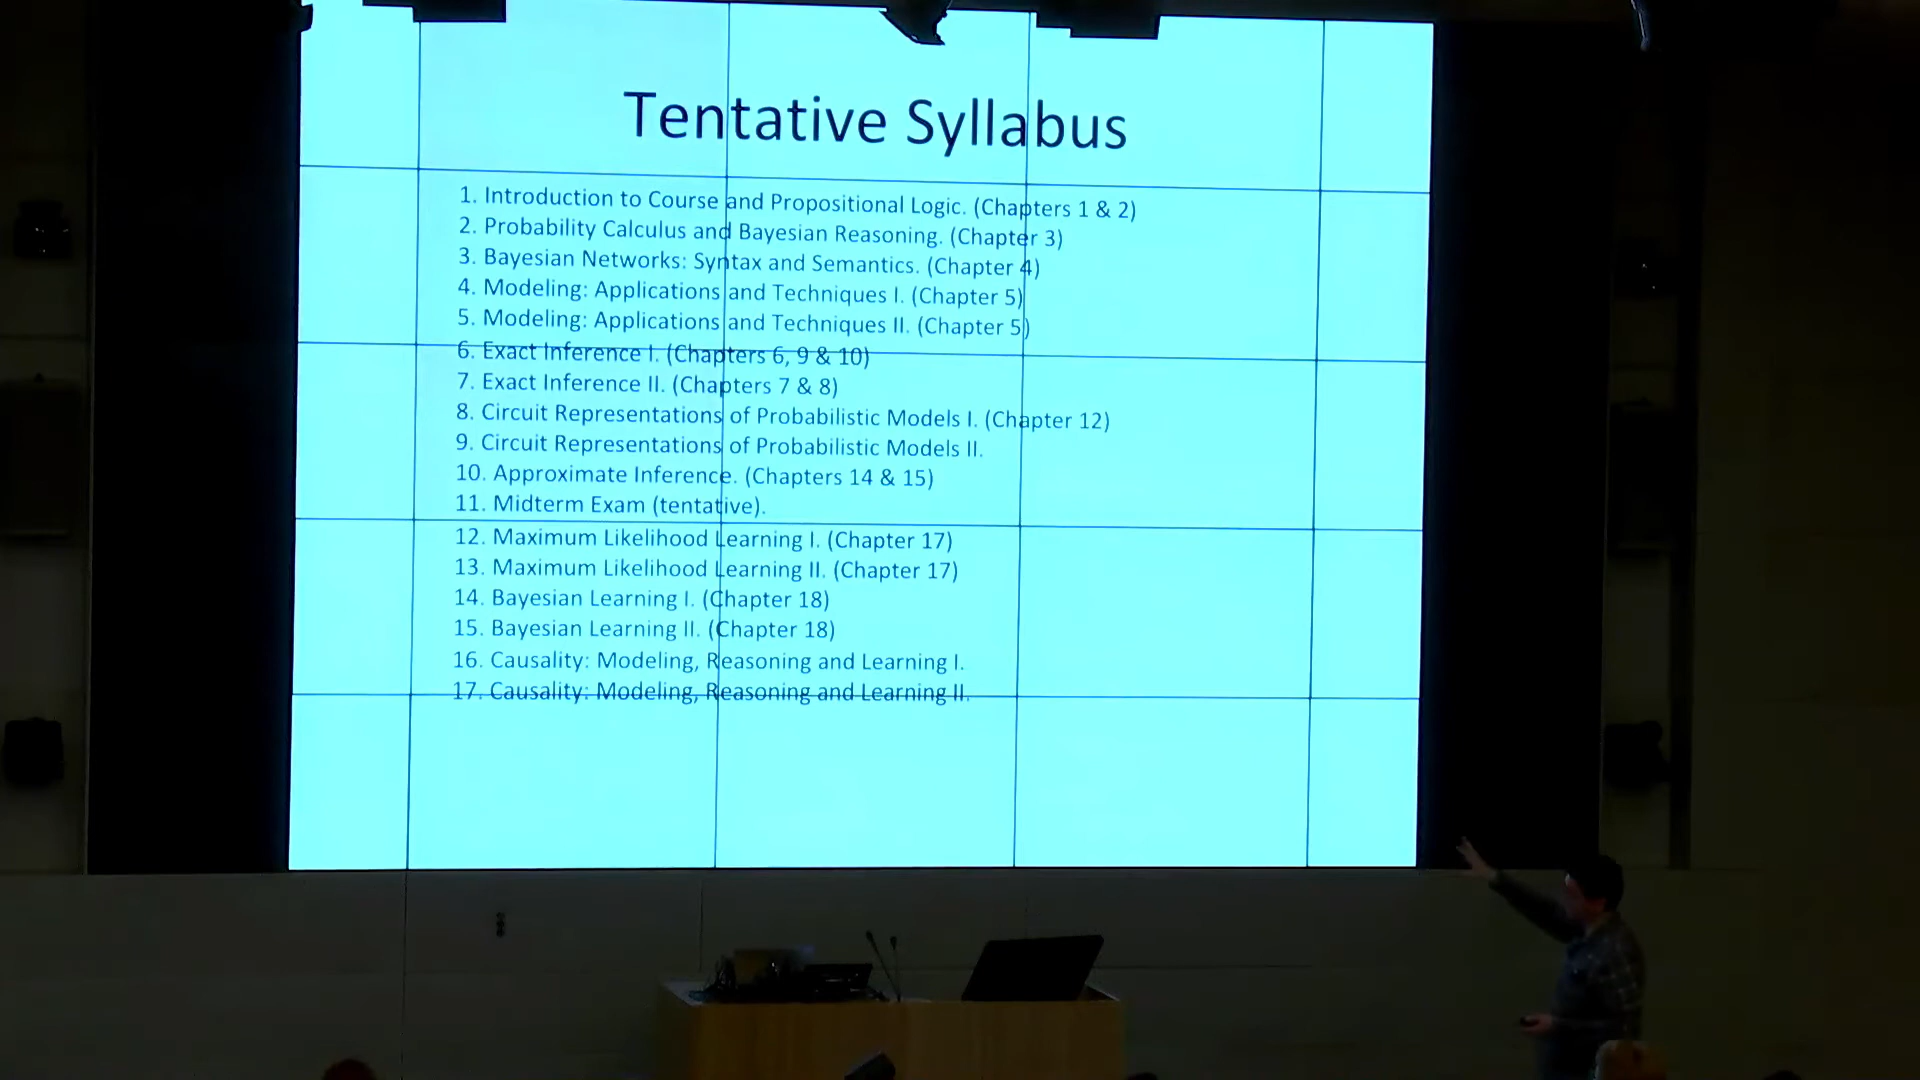 Tentative Syllabus
1. Introduction to Course and Propositional Logic. (Chapters 1 & 2)
2. Probability Calculus and Bayesian Reasoning. (Chapter 3)
3. Bayesian Networks: Syntax and Semantics. (Chapter 4)
4. Modeling: Applications and Techniques I. (Chapter 5)
5. Modeling: Applications and Techniques II. (Chapter 5)
6. Exact Inference I. (Chapters 6, 9 & 10)
7. Exact Inference II. (Chapters 7 & 8)
8. Circuit Representations of Probabilistic Models I. (Chapter 12)
9. Circuit Representations of Probabilistic Models II.
10. Approximate Inference. (Chapters 14 & 15)
11. Midterm Exam (tentative).
12. Maximum Likelihood Learning I. (Chapter 17)
13. Maximum Likelihood Learning II. (Chapter 17)
14. Bayesian Learning I. (Chapter 18)
15. Bayesian Learning II. (Chapter 18)
16. Causality: Modeling, Reasoning and Learning I.
17. Causality: Modeling, Reasoning and Learning II.